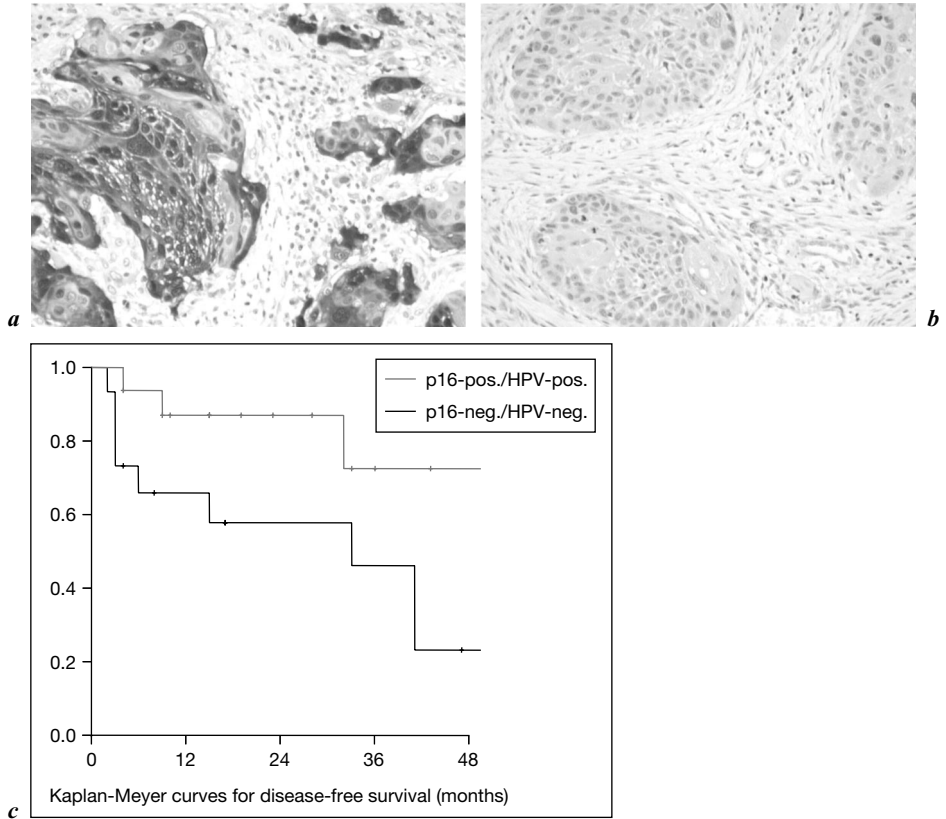 a
b
p16-pos./HPV-pos.
p16-neg./HPV-neg.
1.0
0.8
0.6
0.4
0.2
0.0
0 12 24 36 48
Kaplan-Meyer curves for disease-free survival (months)
c